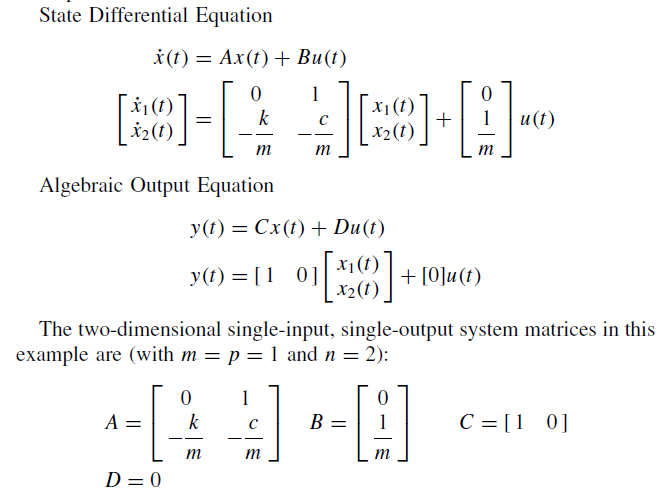 State Differential Equation
ẋ(t) = Ax(t) + Bu(t)
[ẋ₁(t) ẋ₂(t)] = [0 1 −k/m −c/m] [x₁(t) x₂(t)] + [0 1/m] u(t)
Algebraic Output Equation
y(t) = Cx(t) + Du(t)
y(t) = [1 0] [x₁(t) x₂(t)] + [0]u(t)
The two-dimensional single-input, single-output system matrices in this
example are (with m = p = 1 and n = 2):
A = [0 1 −k/m −c/m] B = [0 1/m] C = [1 0]
D = 0